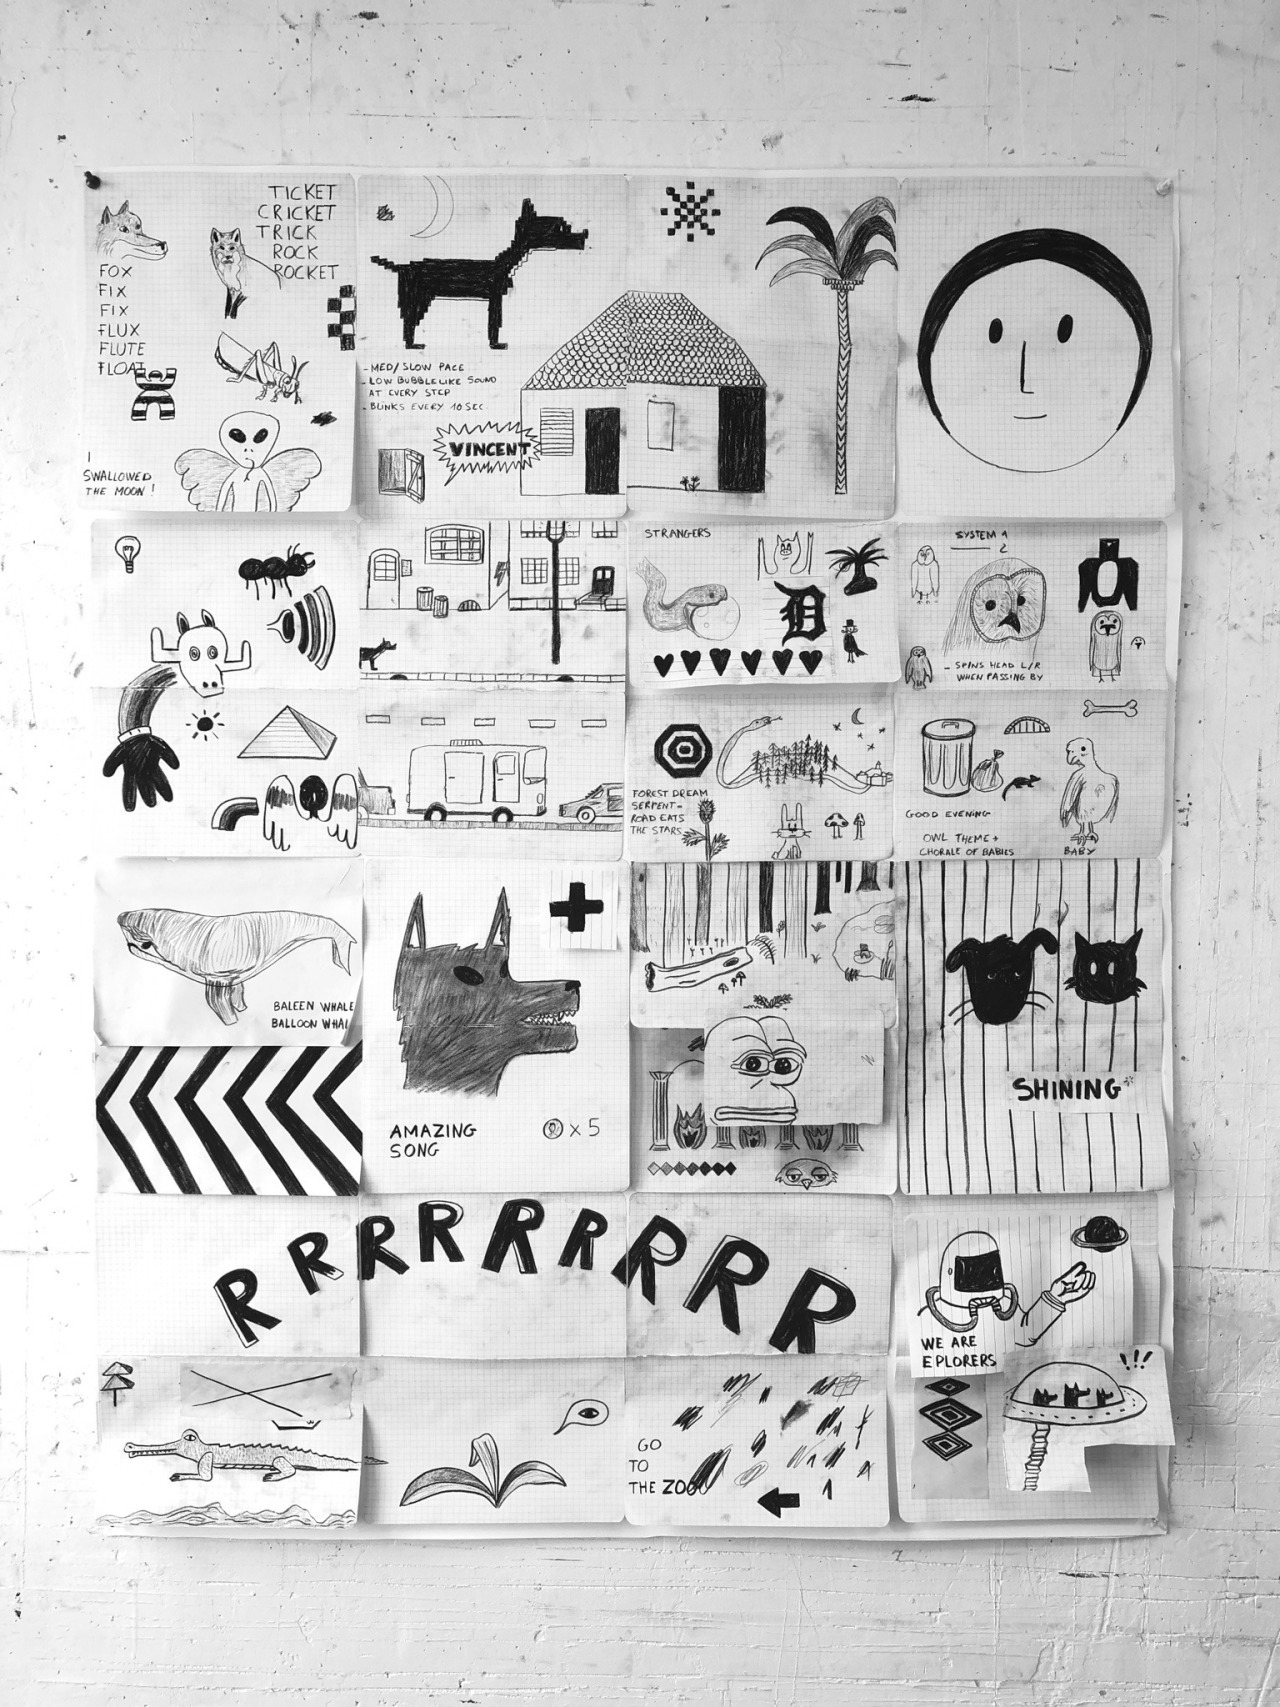 TICKET
CRICKET
TRICK
ROCK
ROCKET
FOX
FIX
FIX
FLUX
FLUTE
FLOAT
I
SWALLOWED
THE MOON!
- MED/SLOW PACE
- LOW BUBBLELIKE SOUND
AT EVERY STEP
- BLINKS EVERY 10 SEC.
VINCENT
STRANGERS
D
SYSTEM 1
2
- SPINS HEAD L/R
WHEN PASSING BY
FOREST DREAM
SERPENT-
ROAD EATS
THE STARS
GOOD EVENING
OWL THEME +
CHORALE OF BABIES
BABY
BALEEN WHALE
BALLOON WHAL
AMAZING
SONG
x 5
SHINING
R R R R R R R R R
WE ARE
EPLORERS
!!!
GO
TO
THE ZOO
1